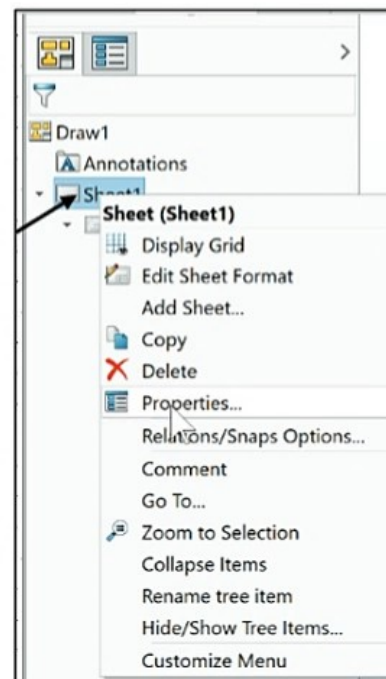 Draw1
Annotations
Sheet1
Sheet (Sheet1)
Display Grid
Edit Sheet Format
Add Sheet...
Copy
Delete
Properties...
Relations/Snaps Options...
Comment
Go To...
Zoom to Selection
Collapse Items
Rename tree item
Hide/Show Tree Items...
Customize Menu